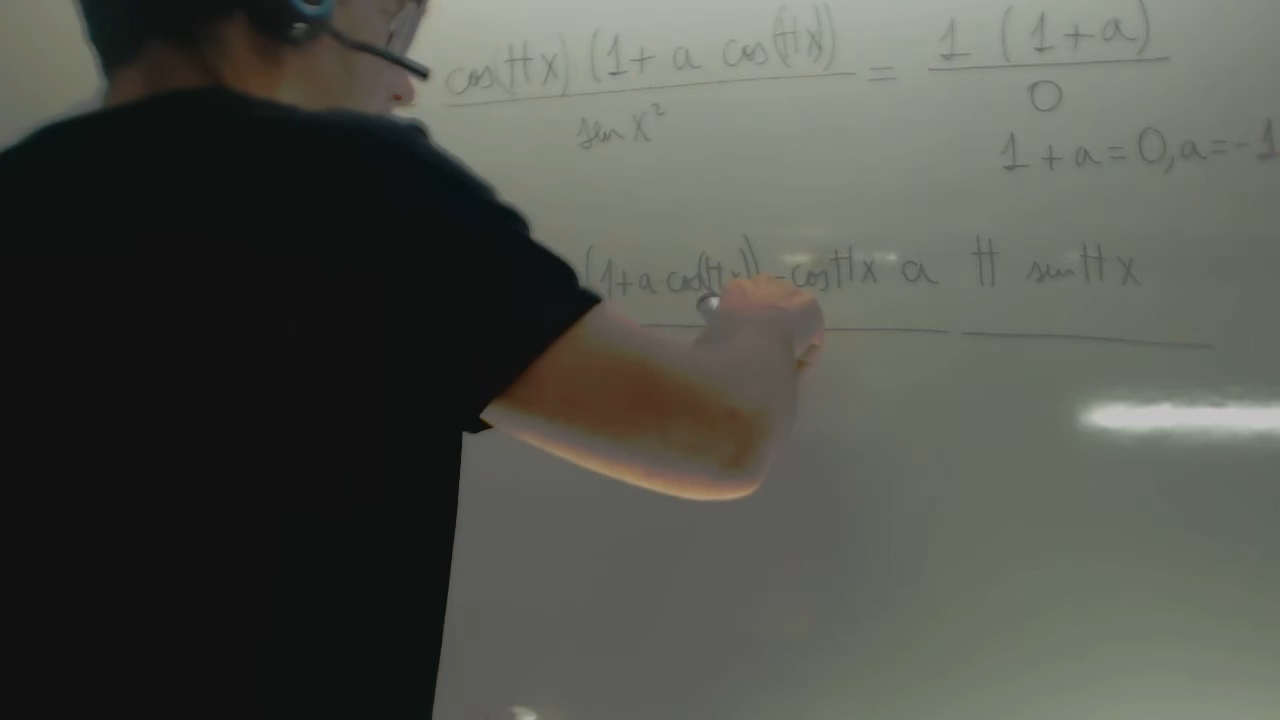 cos(πx) (1 + a cos(πx)) / sen x² = 1 (1+a) / 0
1 + a = 0, a = -1
(1 + a cos(πx)) - cos πx a π sen πx